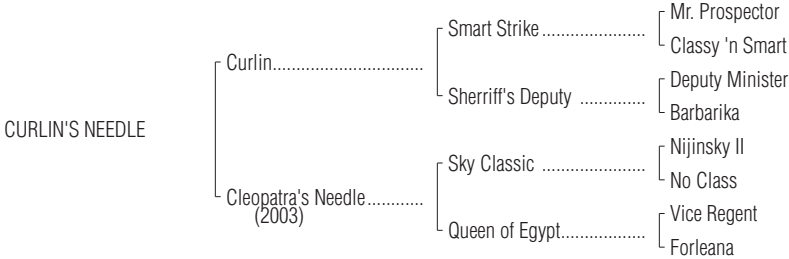 Mr. Prospector
Smart Strike ......................
Classy 'n Smart
Curlin................................
Deputy Minister
Sherriff's Deputy ..............
Barbarika
CURLIN'S NEEDLE
Nijinsky II
Sky Classic ......................
No Class
Cleopatra's Needle............
(2003)
Vice Regent
Queen of Egypt..................
Forleana